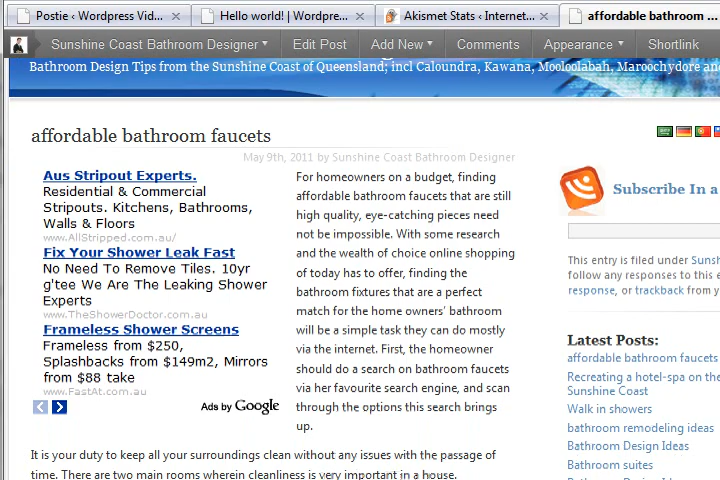 Postie ‹ Wordpress Vid...
Hello world! | Wordpre...
Akismet Stats ‹ Internet...
affordable bathroom ...
Sunshine Coast Bathroom Designer
Edit Post
Add New
Comments
Appearance
Shortlink
Bathroom Design Tips from the Sunshine Coast of Queensland; incl Caloundra, Kawana, Mooloolabah, Maroochydore and
affordable bathroom faucets
May 9th, 2011 by Sunshine Coast Bathroom Designer
Aus Stripout Experts.
Residential & Commercial
Stripouts. Kitchens, Bathrooms,
Walls & Floors
www.AllStripped.com.au/
Fix Your Shower Leak Fast
No Need To Remove Tiles. 10yr
g'tee We Are The Leaking Shower
Experts
www.TheShowerDoctor.com.au
Frameless Shower Screens
Frameless from $250,
Splashbacks from $149m2, Mirrors
from $88 take
www.FastAt.com.au
Ads by Google
For homeowners on a budget, finding
affordable bathroom faucets that are still
high quality, eye-catching pieces need
not be impossible. With some research
and the wealth of choice online shopping
of today has to offer, finding the
bathroom fixtures that are a perfect
match for the home owners' bathroom
will be a simple task they can do mostly
via the internet. First, the homeowner
should do a search on bathroom faucets
via her favourite search engine, and scan
through the options this search brings
up.
It is your duty to keep all your surroundings clean without any issues with the passage of
time. There are two main rooms wherein cleanliness is very important in a house.
Subscribe In a
This entry is filed under Sunsh
follow any responses to this e
response, or trackback from y
Latest Posts:
affordable bathroom faucets
Recreating a hotel-spa on the
Sunshine Coast
Walk in showers
bathroom remodeling ideas
Bathroom Design Ideas
Bathroom suites